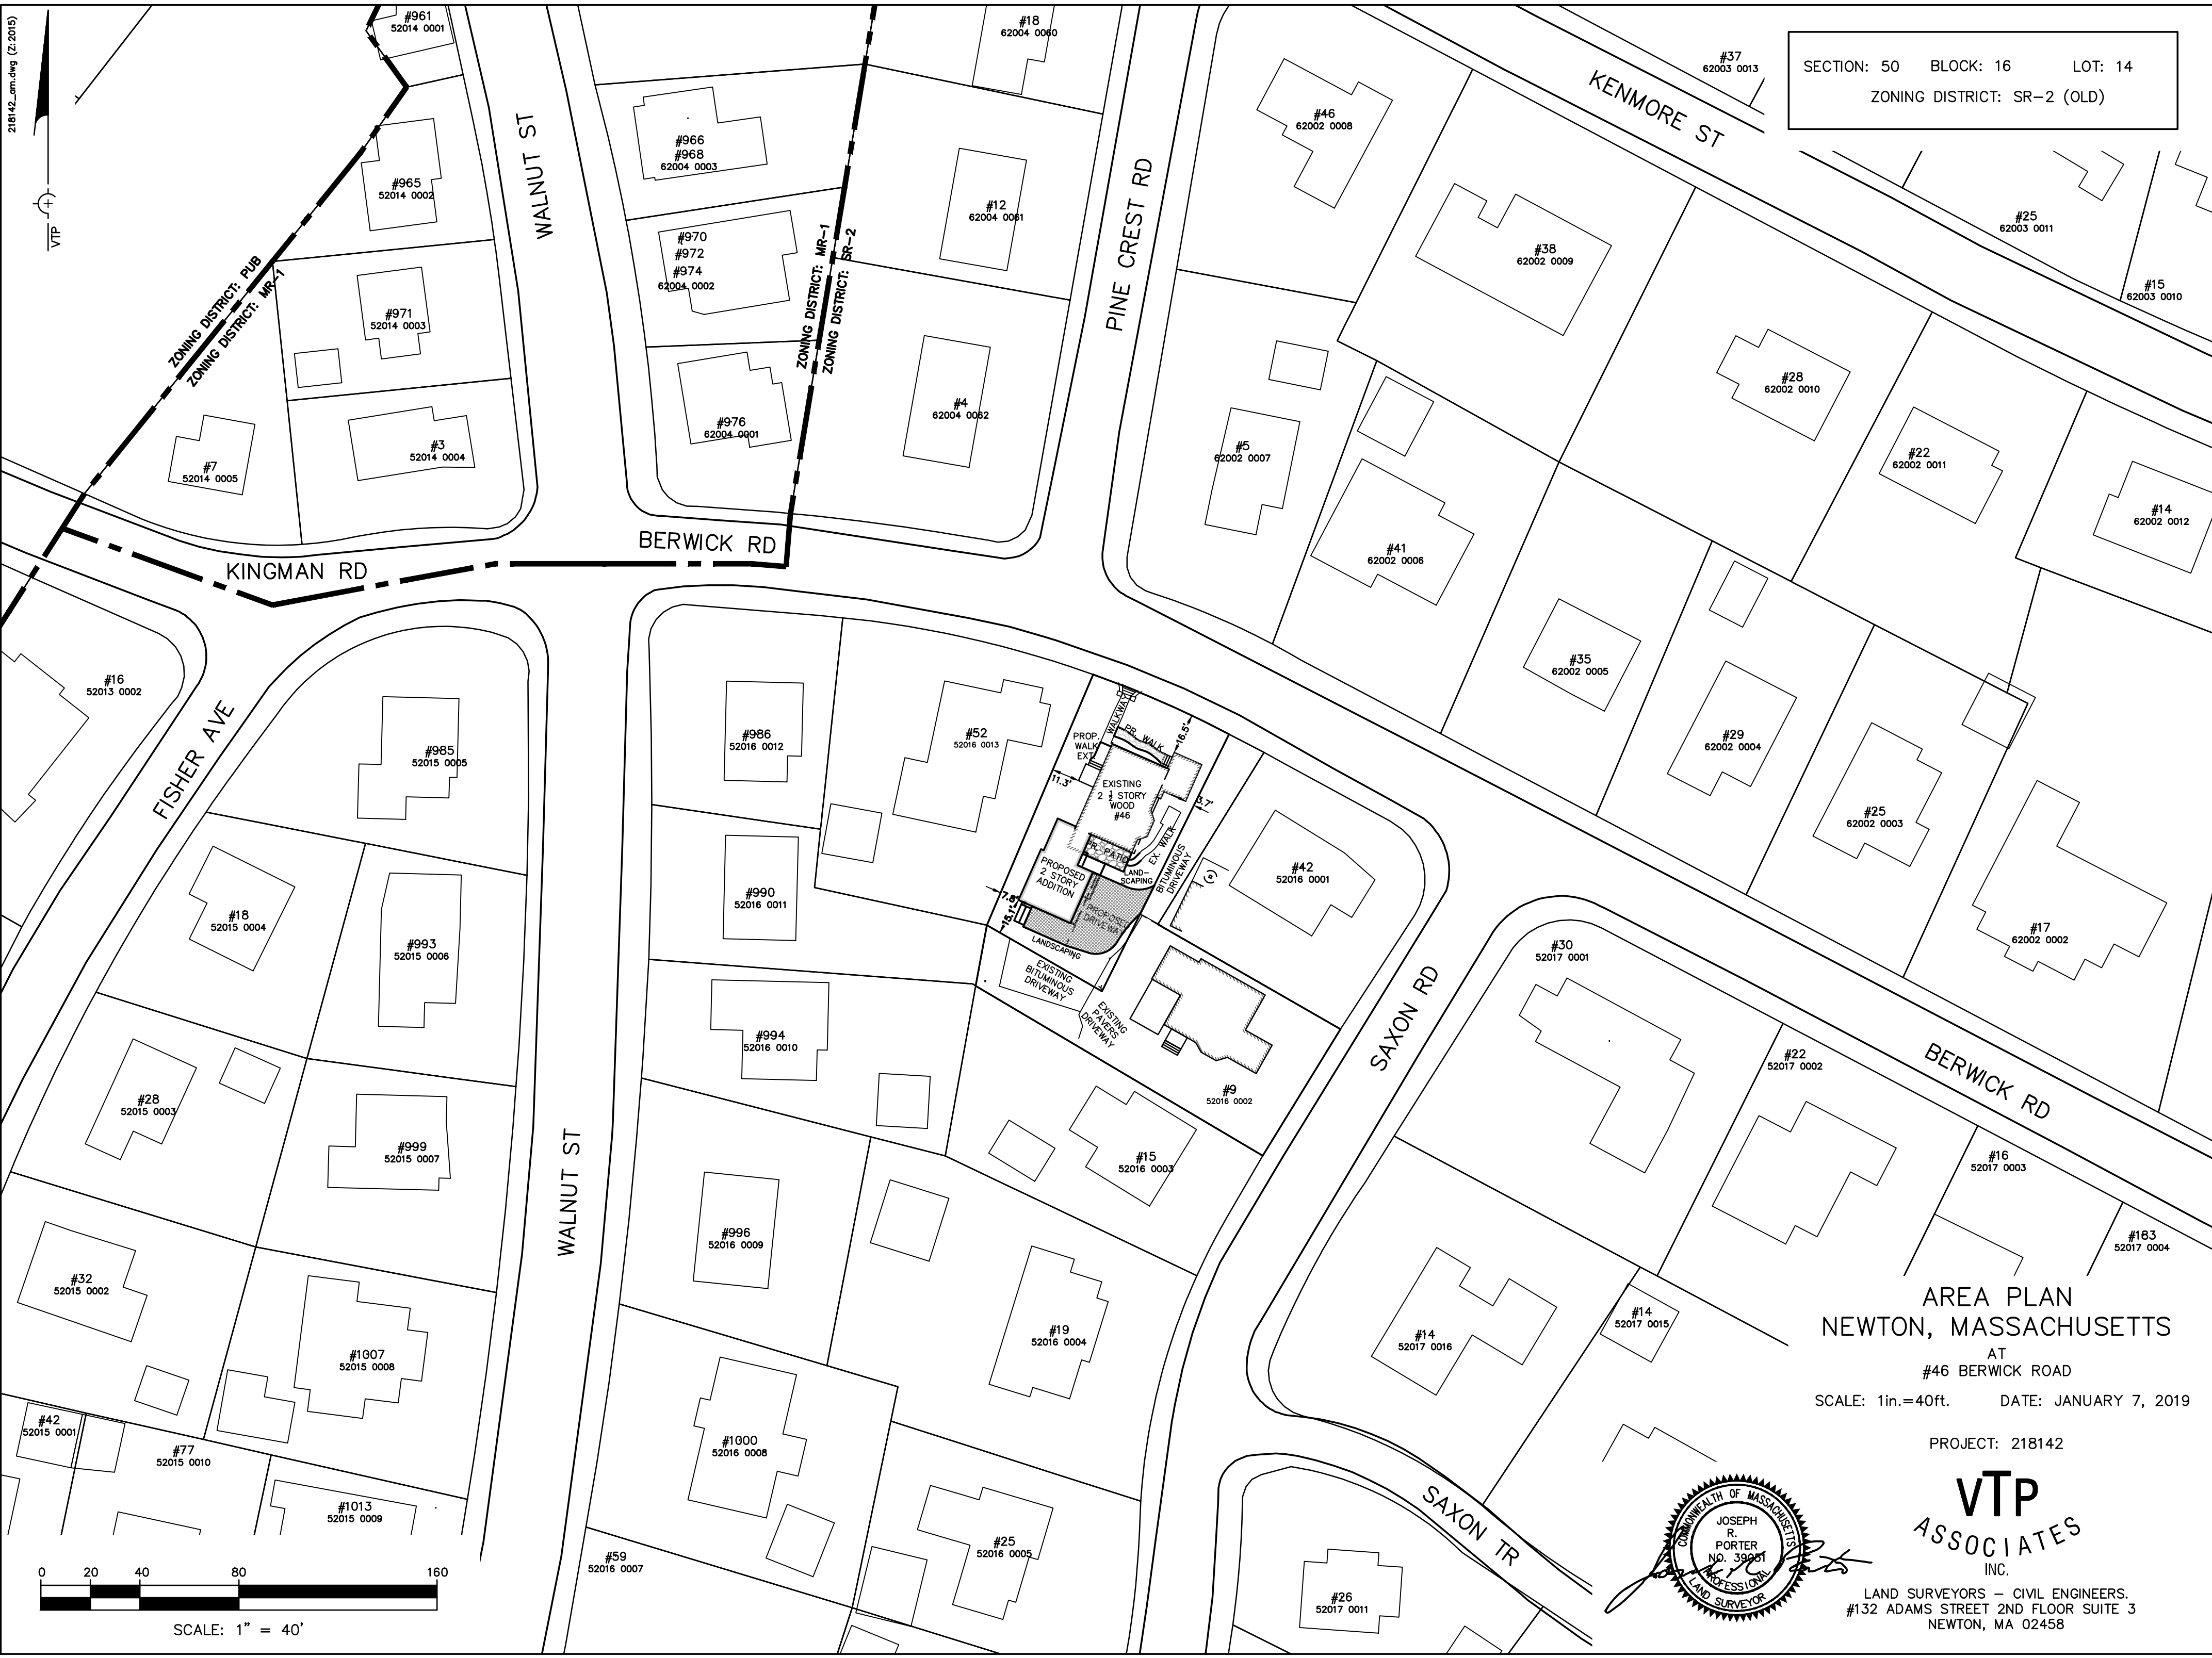 218142_am.dwg (Z:2015)
VTP
SECTION: 50 BLOCK: 16 LOT: 14
ZONING DISTRICT: SR-2 (OLD)
#961
52014 0001
#965
52014 0002
#971
52014 0003
#3
52014 0004
#7
52014 0005
ZONING DISTRICT: PUB
ZONING DISTRICT: MR-1
WALNUT ST
#966
#968
62004 0003
#970
#972
#974
62004 0002
#976
62004 0001
ZONING DISTRICT: MR-1
ZONING DISTRICT: SR-2
#18
62004 0060
#12
62004 0061
#4
62004 0062
PINE CREST RD
#46
62002 0008
#38
62002 0009
#28
62002 0010
#22
62002 0011
#14
62002 0012
KENMORE ST
#37
62003 0013
#25
62003 0011
#15
62003 0010
#5
62002 0007
#41
62002 0006
#35
62002 0005
#29
62002 0004
#25
62002 0003
#17
62002 0002
BERWICK RD
KINGMAN RD
FISHER AVE
#16
52013 0002
#985
52015 0005
#18
52015 0004
#993
52015 0006
#28
52015 0003
#999
52015 0007
#32
52015 0002
#1007
52015 0008
#42
52015 0001
#77
52015 0010
#1013
52015 0009
WALNUT ST
#986
52016 0012
#52
52016 0013
#990
52016 0011
#994
52016 0010
#996
52016 0009
#1000
52016 0008
#59
52016 0007
WALKWAY
PR. WALK
16.5'
PROP.
WALK
EXT.
11.3'
EXISTING
2 ½ STORY
WOOD
#46
3.7'
EX. WALK
PR. PATIO
PROPOSED
2 STORY
ADDITION
LAND-
SCAPING
BITUMINOUS
DRIVEWAY
7.8'
15.1'
PROPOSED
DRIVEWAY
LANDSCAPING
EXISTING
BITUMINOUS
DRIVEWAY
EXISTING
PAVERS
DRIVEWAY
#42
52016 0001
#9
52016 0002
#15
52016 0003
#19
52016 0004
#25
52016 0005
SAXON RD
#30
52017 0001
#22
52017 0002
#16
52017 0003
#183
52017 0004
BERWICK RD
#14
52017 0016
#14
52017 0015
SAXON TR
#26
52017 0011
0 20 40 80 160
SCALE: 1" = 40'
AREA PLAN
NEWTON, MASSACHUSETTS
AT
#46 BERWICK ROAD
SCALE: 1in.=40ft. DATE: JANUARY 7, 2019
PROJECT: 218142
VTP
ASSOCIATES
INC.
LAND SURVEYORS - CIVIL ENGINEERS.
#132 ADAMS STREET 2ND FLOOR SUITE 3
NEWTON, MA 02458
COMMONWEALTH OF MASSACHUSETTS
JOSEPH
R.
PORTER
NO. 39051
PROFESSIONAL
LAND SURVEYOR